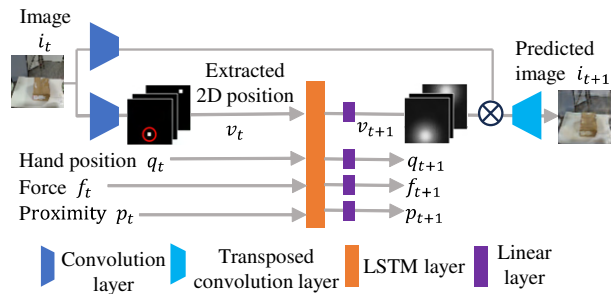 Image
i_t
Extracted
2D position
v_t
v_{t+1}
Predicted
image i_{t+1}
Hand position q_t
q_{t+1}
Force f_t
f_{t+1}
Proximity p_t
p_{t+1}
Convolution
layer
Transposed
convolution layer
LSTM layer
Linear
layer